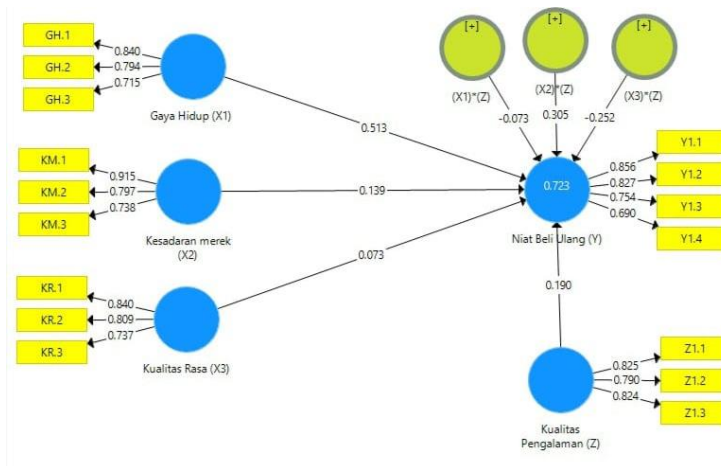 GH.1
GH.2
GH.3
0.840
0.794
0.715
Gaya Hidup (X1)
0.513
[+]
[+]
[+]
(X1)*(Z)
(X2)*(Z)
(X3)*(Z)
-0.073
0.305
-0.252
KM.1
KM.2
KM.3
0.915
0.797
0.738
Kesadaran merek
(X2)
0.139
0.723
Niat Beli Ulang (Y)
0.856
0.827
0.754
0.690
Y1.1
Y1.2
Y1.3
Y1.4
KR.1
KR.2
KR.3
0.840
0.809
0.737
Kualitas Rasa (X3)
0.073
0.190
Kualitas
Pengalaman (Z)
0.825
0.790
0.824
Z1.1
Z1.2
Z1.3